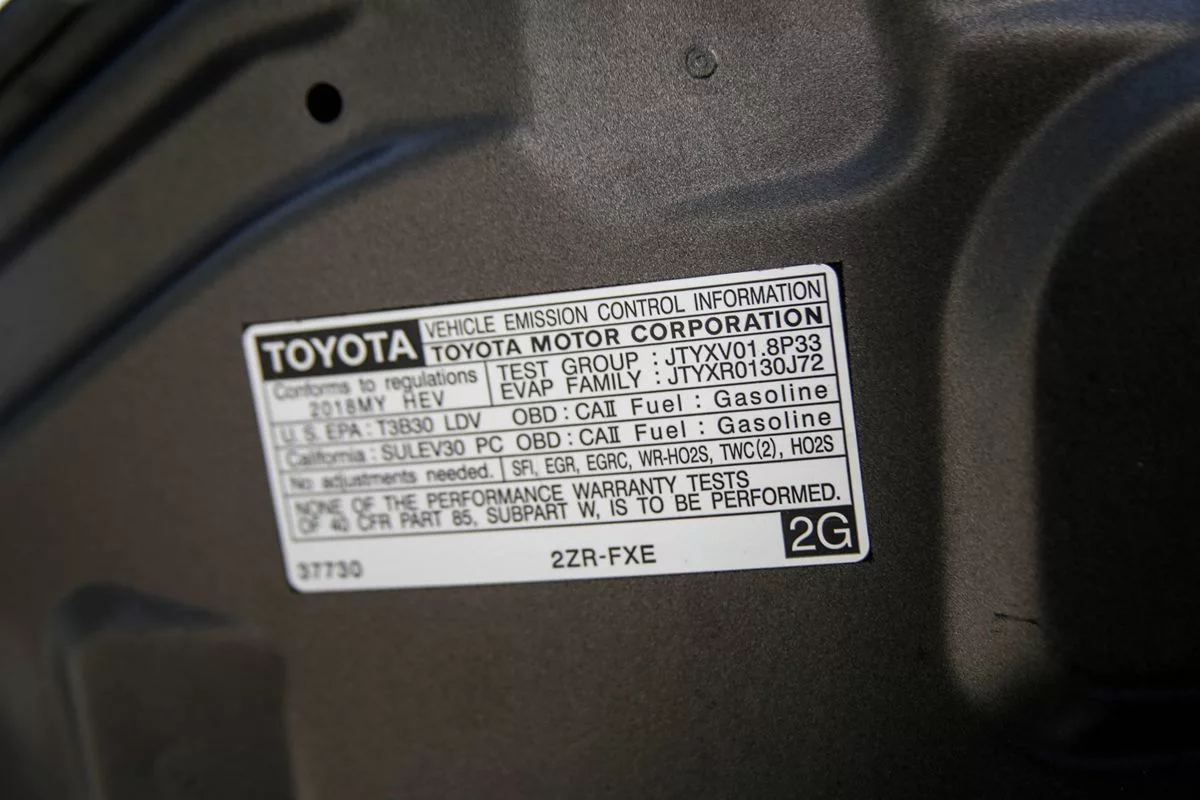 TOYOTA VEHICLE EMISSION CONTROL INFORMATION
TOYOTA MOTOR CORPORATION
Conforms to regulations
2018MY HEV
TEST GROUP : JTYXV01.8P33
EVAP FAMILY : JTYXR0130J72
U.S. EPA : T3B30 LDV OBD : CAII Fuel : Gasoline
California : SULEV30 PC OBD : CAII Fuel : Gasoline
No adjustments needed. SFI, EGR, EGRC, WR-HO2S, TWC(2), HO2S
NONE OF THE PERFORMANCE WARRANTY TESTS
OF 40 CFR PART 85, SUBPART W, IS TO BE PERFORMED.
37730 2ZR-FXE 2G